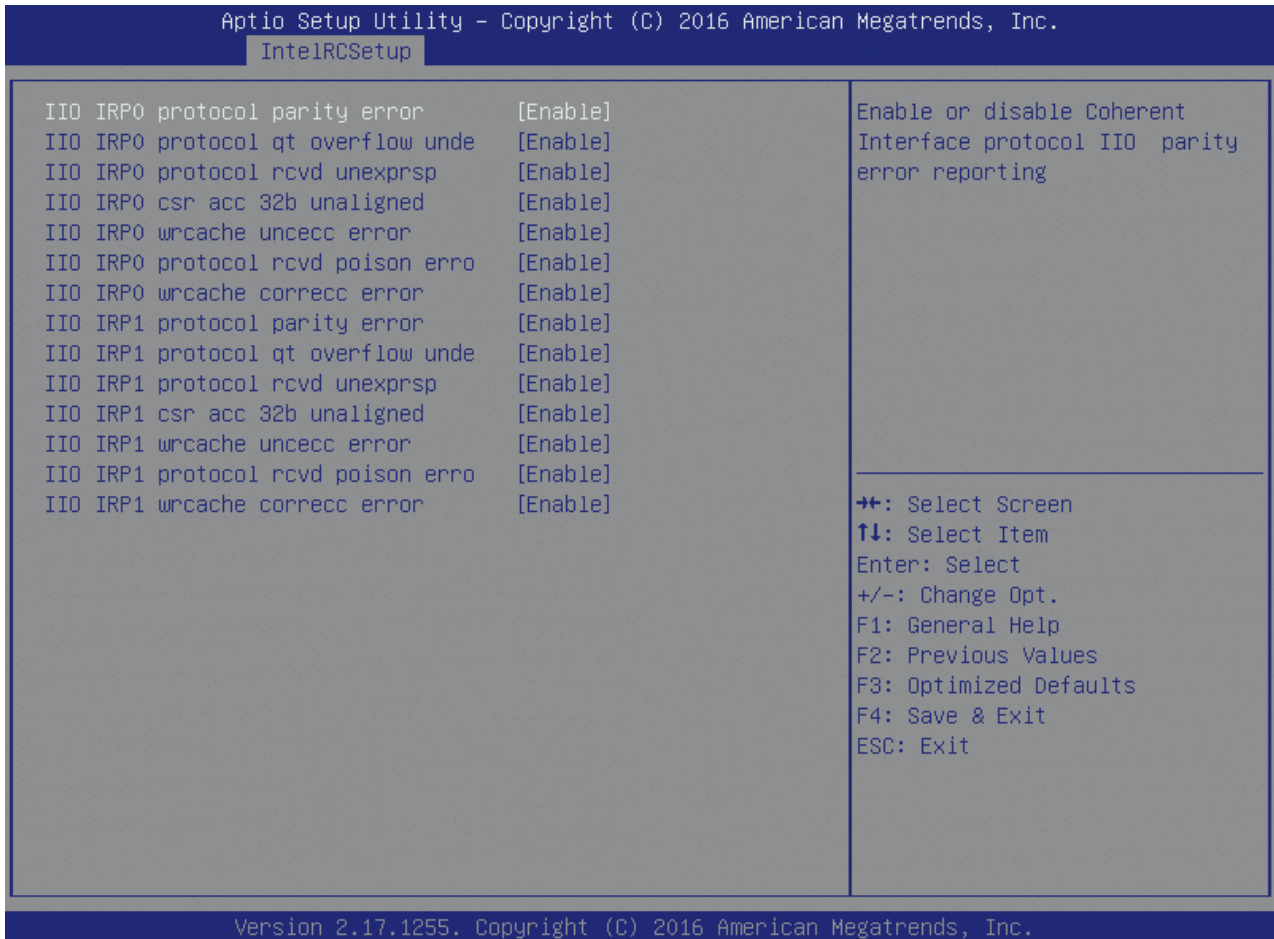 Aptio Setup Utility – Copyright (C) 2016 American Megatrends, Inc.
IntelRCSetup
IIO IRP0 protocol parity error [Enable]
IIO IRP0 protocol qt overflow unde [Enable]
IIO IRP0 protocol rcvd unexprsp [Enable]
IIO IRP0 csr acc 32b unaligned [Enable]
IIO IRP0 wrcache uncecc error [Enable]
IIO IRP0 protocol rcvd poison erro [Enable]
IIO IRP0 wrcache correcc error [Enable]
IIO IRP1 protocol parity error [Enable]
IIO IRP1 protocol qt overflow unde [Enable]
IIO IRP1 protocol rcvd unexprsp [Enable]
IIO IRP1 csr acc 32b unaligned [Enable]
IIO IRP1 wrcache uncecc error [Enable]
IIO IRP1 protocol rcvd poison erro [Enable]
IIO IRP1 wrcache correcc error [Enable]
Enable or disable Coherent
Interface protocol IIO  parity
error reporting
→←: Select Screen
↑↓: Select Item
Enter: Select
+/-: Change Opt.
F1: General Help
F2: Previous Values
F3: Optimized Defaults
F4: Save & Exit
ESC: Exit
Version 2.17.1255. Copyright (C) 2016 American Megatrends, Inc.